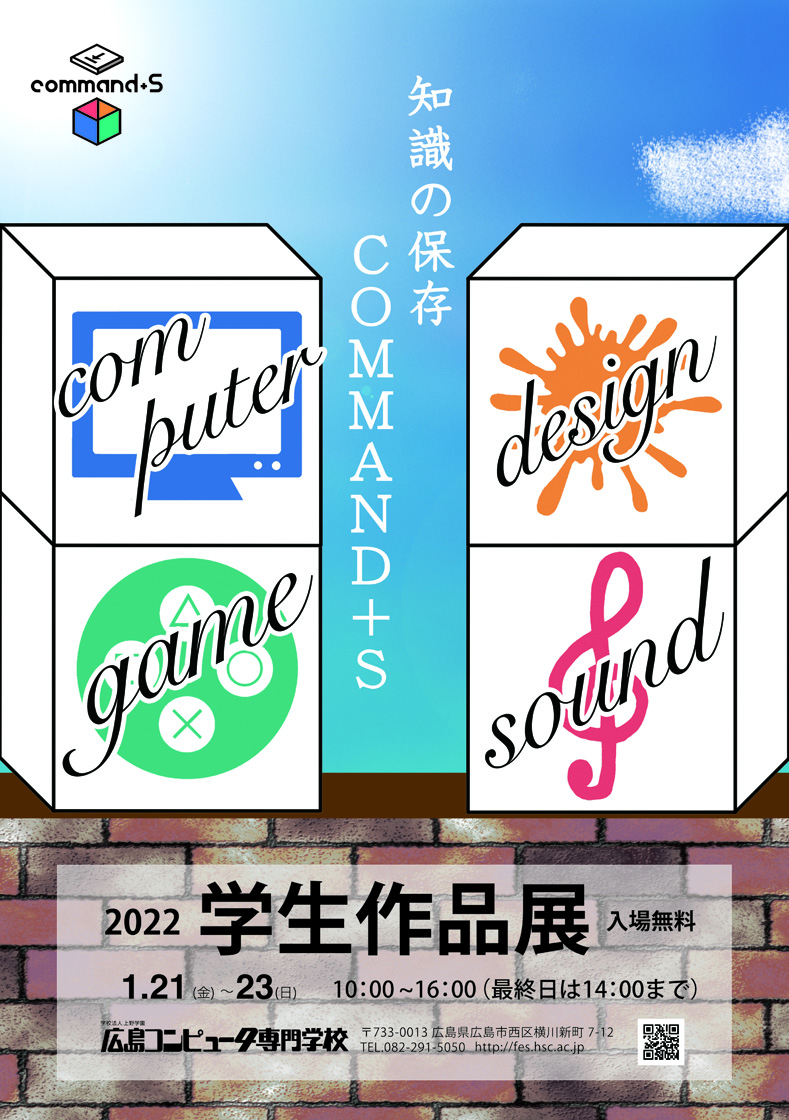 command+S
知識の保存
COMMAND+S
com
puter
design
game
sound
2022 学生作品展 入場無料
1.21(金)～23(日) 10:00~16:00(最終日は14:00まで)
学校法人上野学園
広島コンピュータ専門学校
〒733-0013 広島県広島市西区横川新町 7-12
TEL.082-291-5050 http://fes.hsc.ac.jp